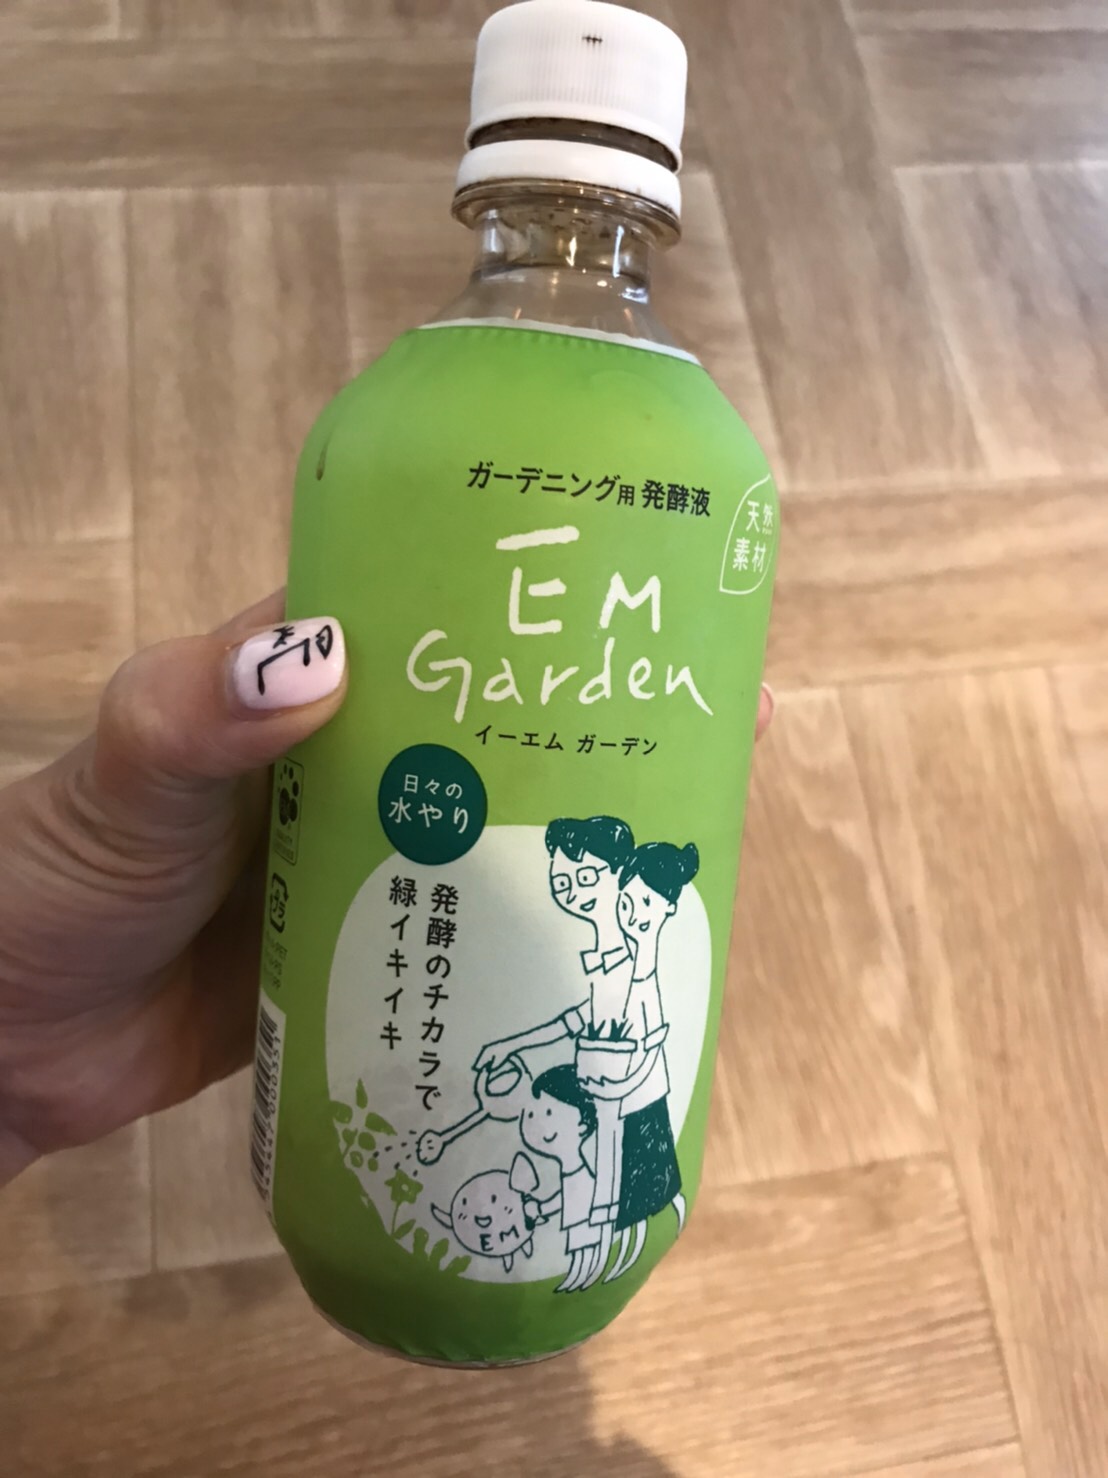 ガーデニング用 発酵液
天然
素材
EM
Garden
イーエム ガーデン
日々の
水やり
発酵のチカラで
緑イキイキ
EM
プラ